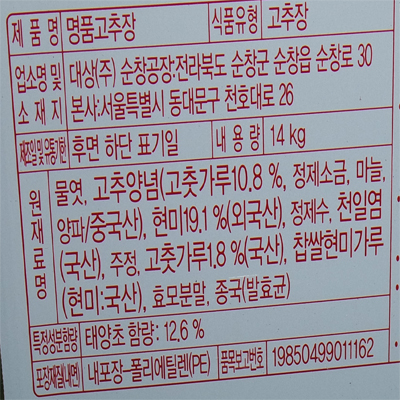 제 품 명 명품고추장 식품유형 고추장
업소명 및 대상(주) 순창공장:전라북도 순창군 순창읍 순창로 30
소 재 지 본사:서울특별시 동대문구 천호대로 26
제조일및유통기한 후면 하단 표기일 내 용 량 14 kg
원재료명 물엿, 고추양념(고춧가루10.8 %, 정제소금, 마늘,
양파/중국산), 현미19.1 %(외국산), 정제수, 천일염
(국산), 주정, 고춧가루1.8 %(국산), 찹쌀현미가루
(현미:국산), 효모분말, 종국(발효균)
특정성분함량 태양초 함량: 12.6 %
포장재질(내면) 내포장-폴리에틸렌(PE) 품목보고번호 19850499011162